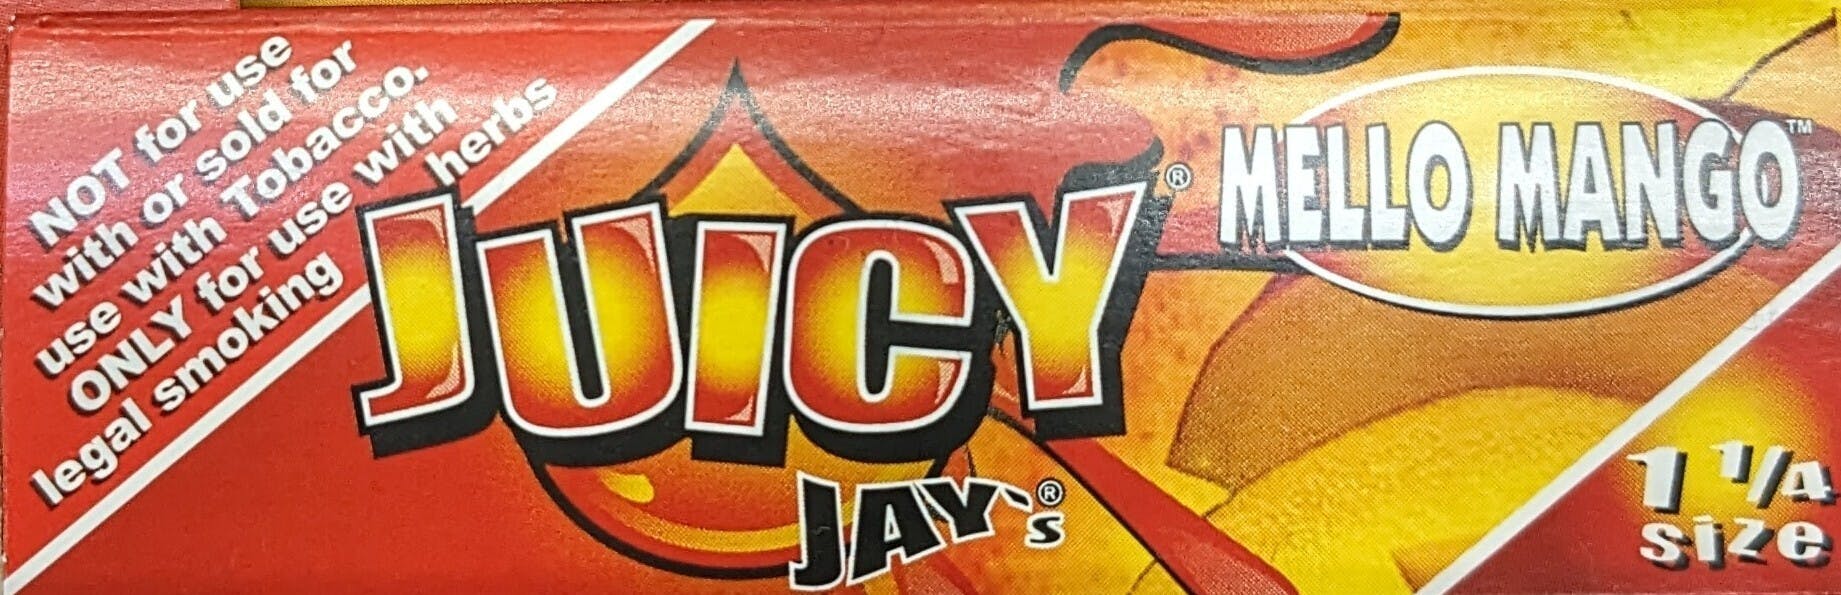 NOT for use
with or sold for
use with Tobacco.
ONLY for use with
legal smoking herbs
JUICY®
JAY`s®
MELLO MANGO™
1 1/4
size